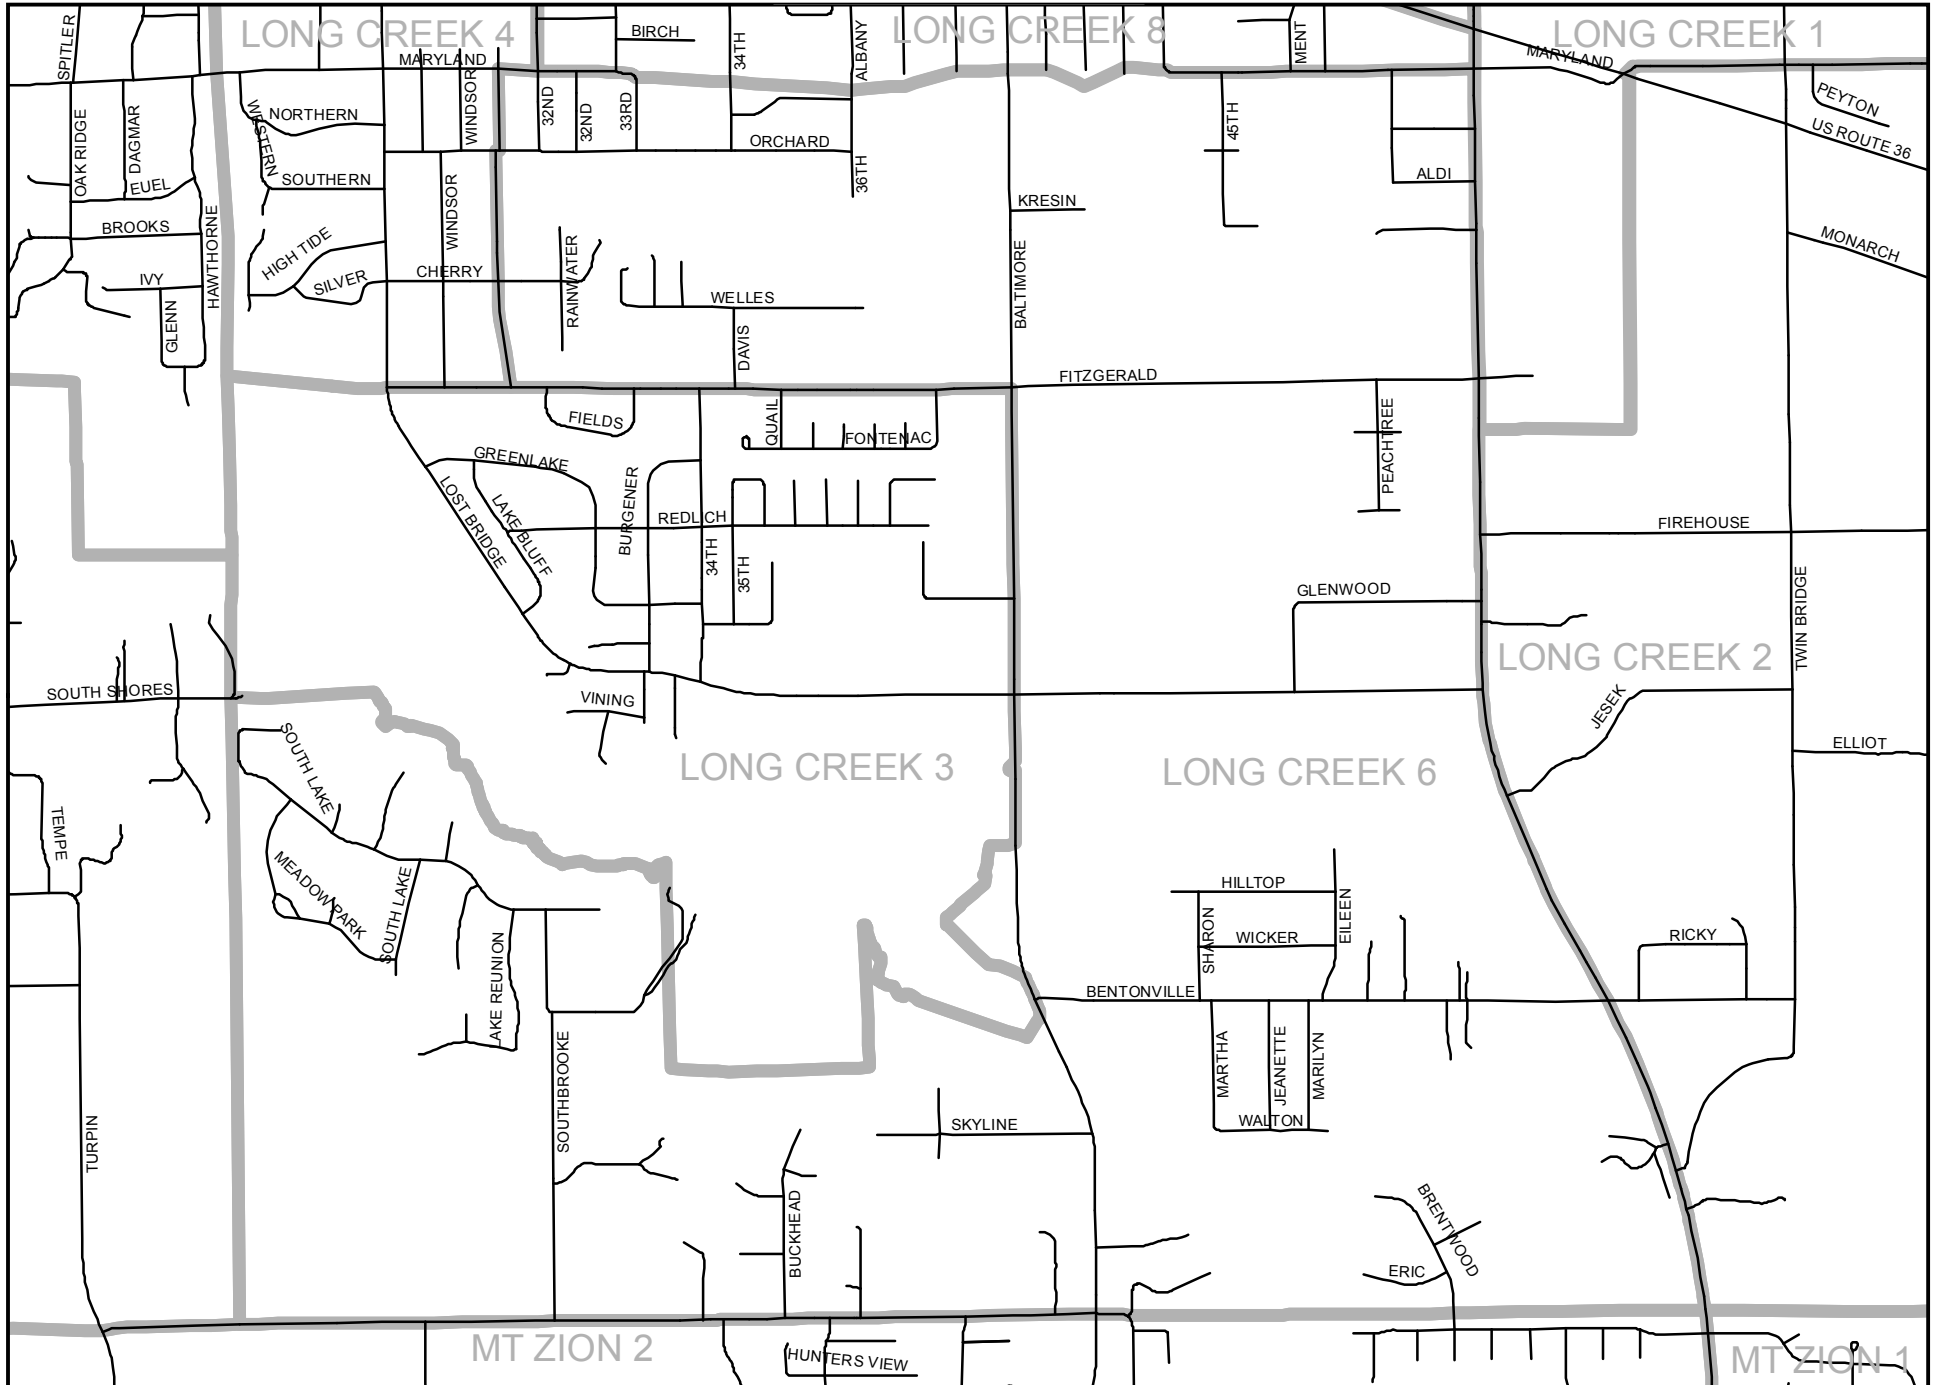 SPITLER
LONG CREEK 4
BIRCH
34TH
ALBANY
LONG CREEK 8
MENT
LONG CREEK 1
MARYLAND
MARYLAND
PEYTON
US ROUTE 36
OAK RIDGE
DAGMAR
WESTERN
NORTHERN
WINDSOR
32ND
32ND
33RD
ORCHARD
36TH
45TH
EUEL
SOUTHERN
ALDI
BROOKS
HAWTHORNE
WINDSOR
KRESIN
MONARCH
HIGH TIDE
RAINWATER
BALTIMORE
IVY
SILVER
CHERRY
WELLES
GLENN
DAVIS
FITZGERALD
FIELDS
QUAIL
FONTENAC
PEACHTREE
GREENLAKE
LOST BRIDGE
LAKE BLUFF
BURGENER
REDLICH
34TH
35TH
FIREHOUSE
GLENWOOD
TWIN BRIDGE
LONG CREEK 2
SOUTH SHORES
VINING
JESEK
SOUTH LAKE
LONG CREEK 3
LONG CREEK 6
ELLIOT
TEMPE
MEADOW PARK
SOUTH LAKE
HILLTOP
SHARON
WICKER
EILEEN
RICKY
LAKE REUNION
BENTONVILLE
SOUTHBROOKE
MARTHA
JEANETTE
MARILYN
TURPIN
SKYLINE
WALTON
BUCKHEAD
BRENTWOOD
ERIC
MT ZION 2
HUNTERS VIEW
MT ZION 1